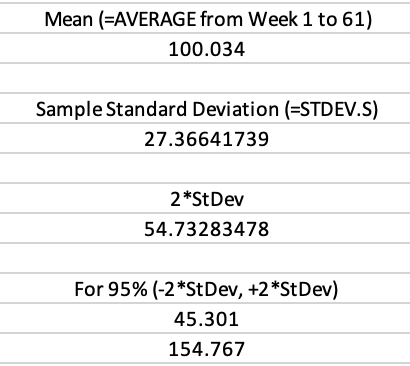 Mean (=AVERAGE from Week 1 to 61)
100.034
Sample Standard Deviation (=STDEV.S)
27.36641739
2*StDev
54.73283478
For 95% (-2*StDev, +2*StDev)
45.301
154.767